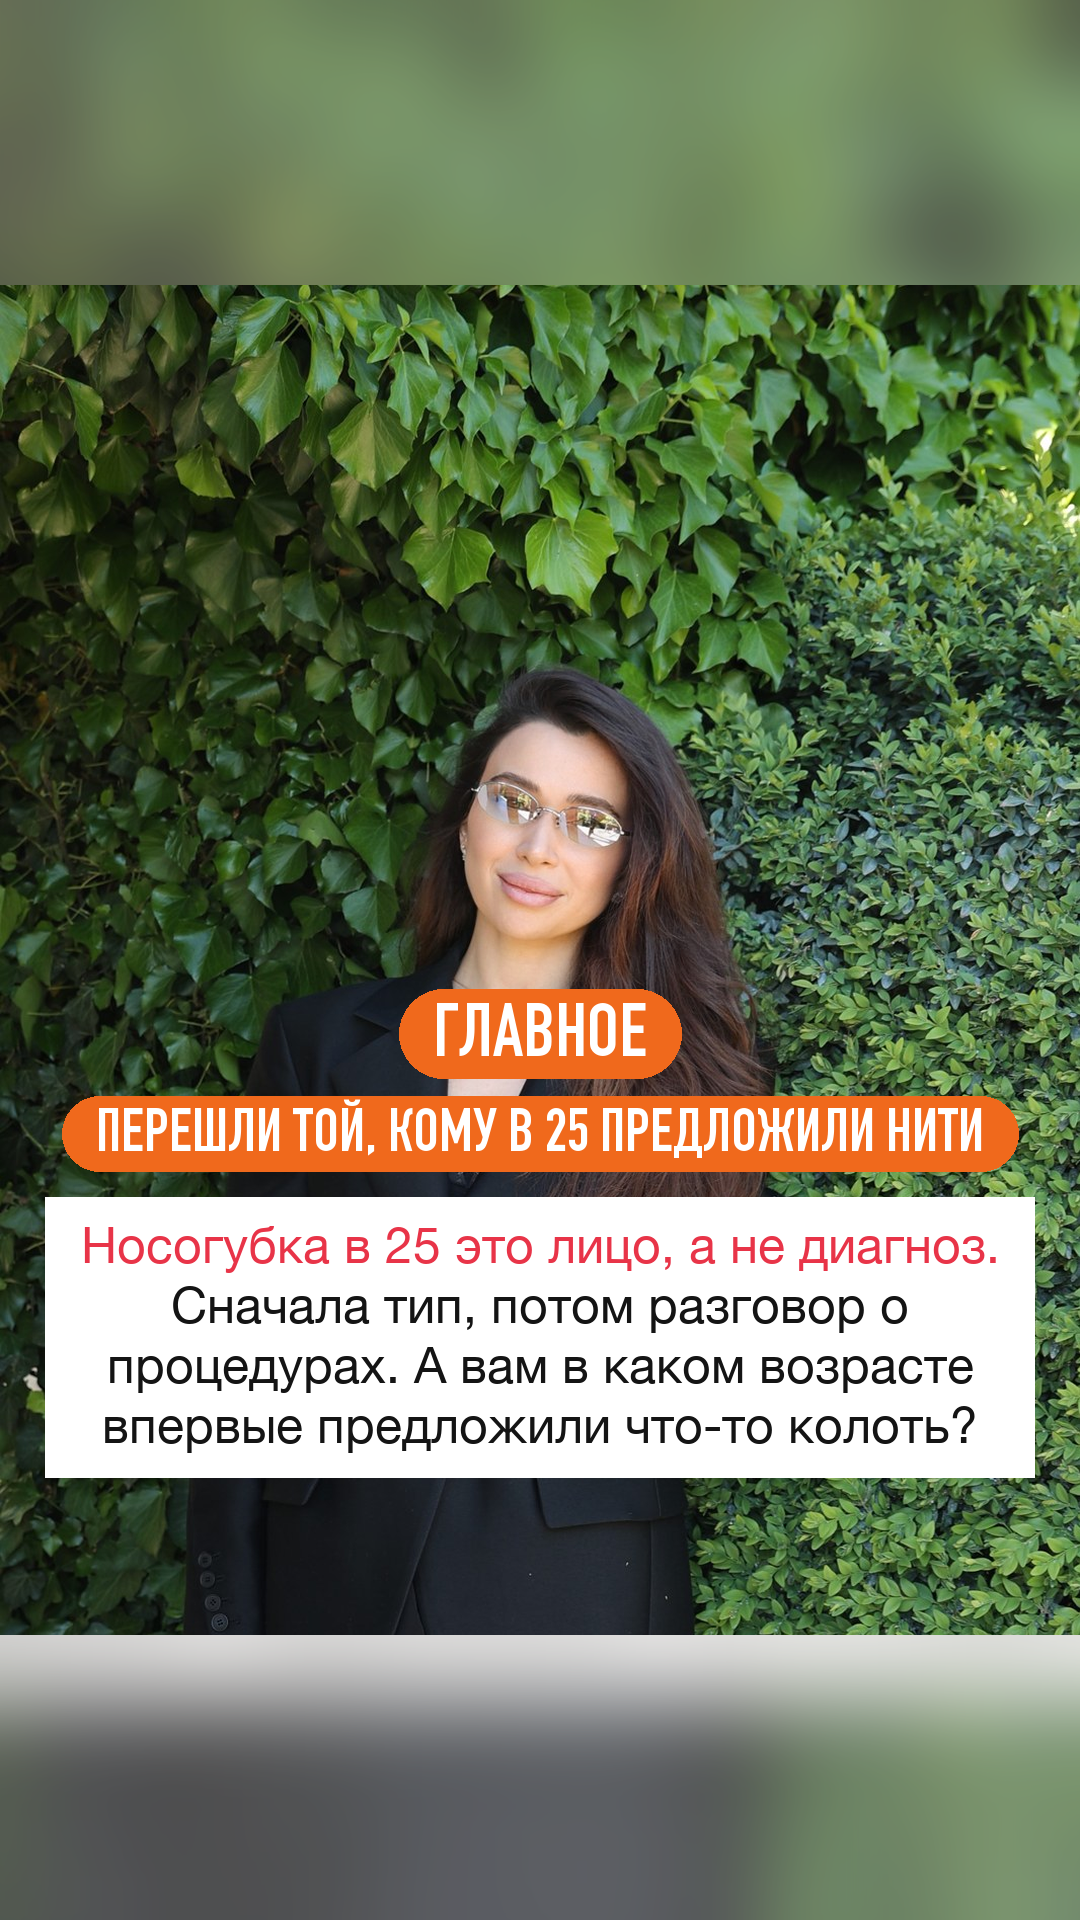 ГЛАВНОЕ
ПЕРЕШЛИ ТОЙ, КОМУ В 25 ПРЕДЛОЖИЛИ НИТИ
Носогубка в 25 это лицо, а не диагноз.
Сначала тип, потом разговор о
процедурах. А вам в каком возрасте
впервые предложили что-то колоть?